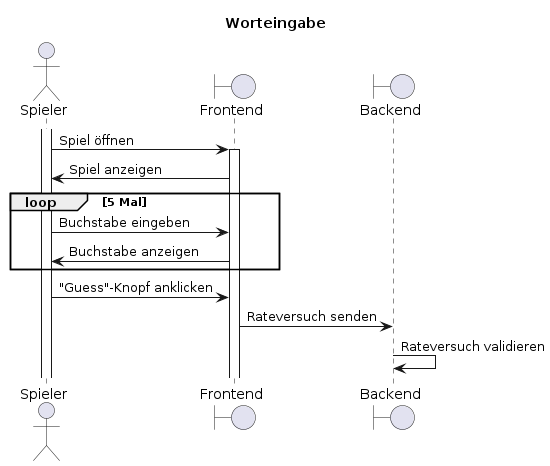 Worteingabe
Spieler
Frontend
Backend
Spiel öffnen
Spiel anzeigen
loop [5 Mal]
Buchstabe eingeben
Buchstabe anzeigen
"Guess"-Knopf anklicken
Rateversuch senden
Rateversuch validieren
Spieler
Frontend
Backend